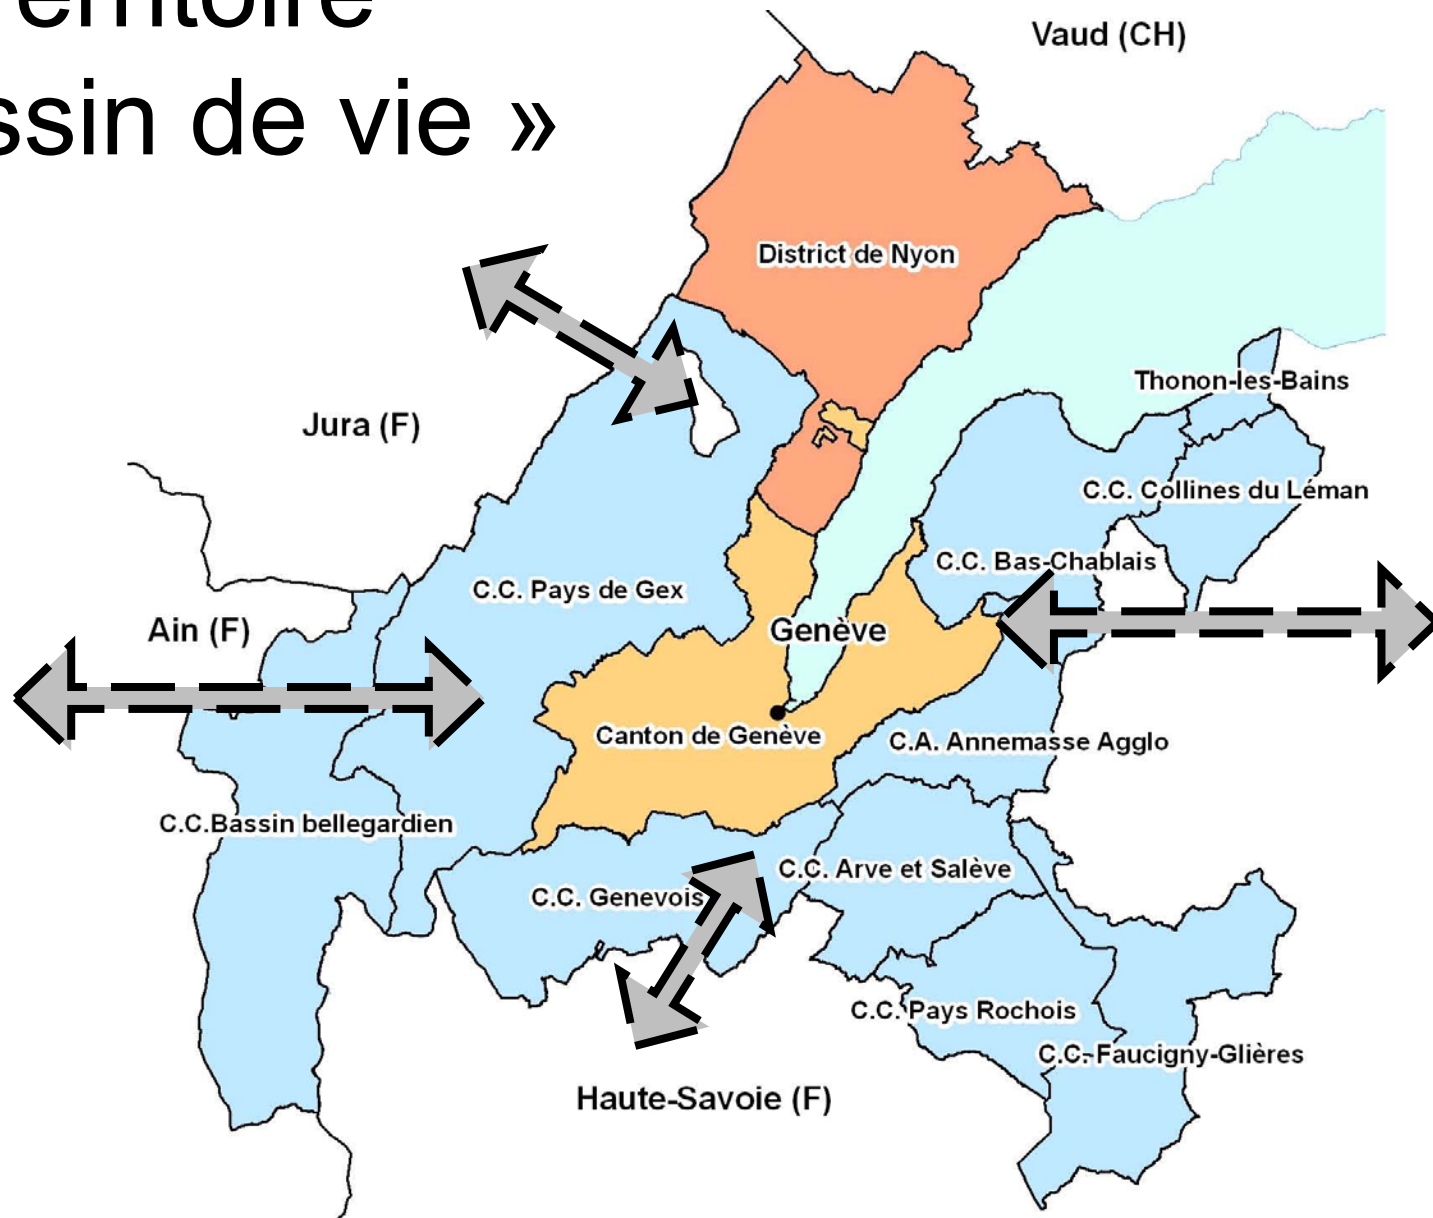 erritoire
ssin de vie »
Vaud (CH)
District de Nyon
Thonon-les-Bains
Jura (F)
C.C. Collines du Léman
C.C. Bas-Chablais
C.C. Pays de Gex
Ain (F)
Genève
Canton de Genève
C.A. Annemasse Agglo
C.C.Bassin bellegardien
C.C. Arve et Salève
C.C. Genevois
C.C. Pays Rochois
C.C. Faucigny-Glières
Haute-Savoie (F)